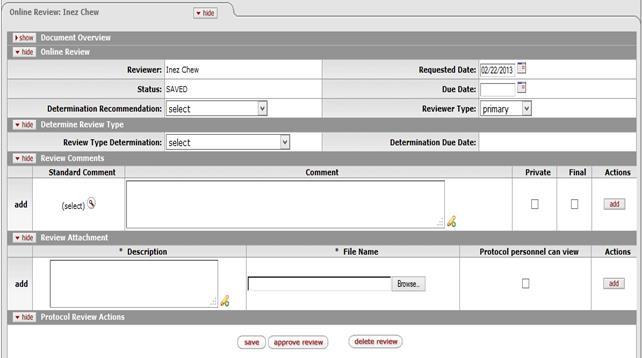 Online Review: Inez Chew hide
show Document Overview
hide Online Review
Reviewer: Inez Chew Requested Date: 02/22/2013
Status: SAVED Due Date:
Determination Recommendation: select Reviewer Type: primary
hide Determine Review Type
Review Type Determination: select Determination Due Date:
hide Review Comments
Standard Comment Comment Private Final Actions
add (select) add
hide Review Attachment
* Description * File Name Protocol personnel can view Actions
add Browse... add
hide Protocol Review Actions
save approve review delete review